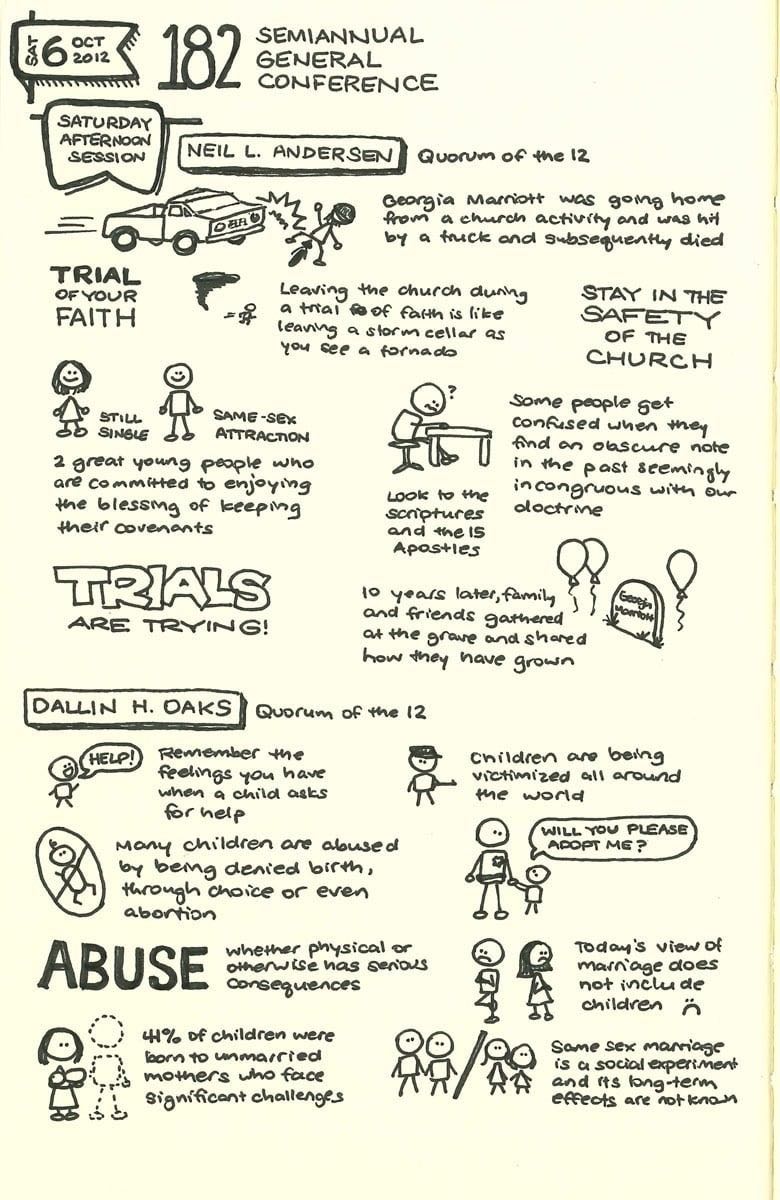 SAT 6 OCT
2012
182
SEMIANNUAL
GENERAL
CONFERENCE
SATURDAY
AFTERNOON
SESSION
NEIL L. ANDERSEN
Quorum of the 12
Georgia Marriott was going home
from a church activity and was hit
by a truck and subsequently died
TRIAL
OF YOUR
FAITH
Leaving the church during
a trial of faith is like
leaving a storm cellar as
you see a tornado
STAY IN THE
SAFETY
OF THE
CHURCH
STILL
SINGLE
SAME-SEX
ATTRACTION
2 great young people who
are committed to enjoying
the blessing of keeping
their covenants
?
Look to the
scriptures
and the 15
Apostles
Some people get
confused when they
find an obscure note
in the past seemingly
incongruous with our
doctrine
TRIALS
ARE TRYING!
10 years later, family
and friends gathered
at the grave and shared
how they have grown
Georgia
Marriott
DALLIN H. OAKS
Quorum of the 12
HELP!
Remember the
feelings you have
when a child asks
for help
Children are being
victimized all around
the world
Many children are abused
by being denied birth,
through choice or even
abortion
WILL YOU PLEASE
ADOPT ME?
ABUSE
whether physical or
otherwise has serious
consequences
Today's view of
marriage does
not include
children
41% of children were
born to unmarried
mothers who face
significant challenges
Same sex marriage
is a social experiment
and its long-term
effects are not known